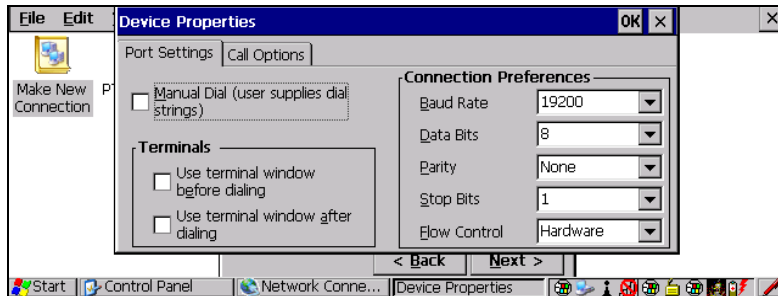 File Edit
Device Properties OK
Port Settings Call Options
Make New
Connection
Manual Dial (user supplies dial
strings)
Terminals
Use terminal window
before dialing
Use terminal window after
dialing
Connection Preferences
Baud Rate 19200
Data Bits 8
Parity None
Stop Bits 1
Flow Control Hardware
< Back Next >
Start Control Panel Network Conne... Device Properties